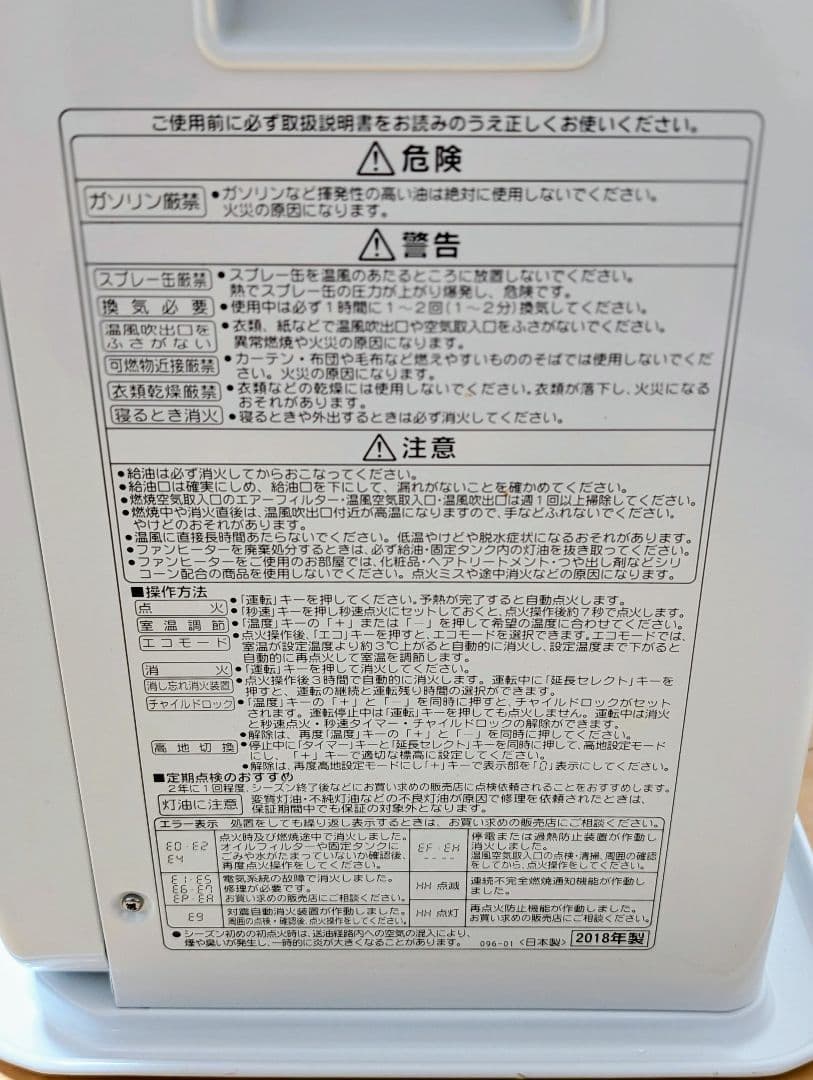 ご使用前に必ず取扱説明書をお読みのうえ正しくお使いください。
危険
ガソリン厳禁 ●ガソリンなど揮発性の高い油は絶対に使用しないでください。
火災の原因になります。
警告
スプレー缶厳禁 ●スプレー缶を温風のあたるところに放置しないでください。
熱でスプレー缶の圧力が上がり爆発し、危険です。
換気必要 ●使用中は必ず1時間に1〜2回(1〜2分)換気してください。
温風吹出口を ●衣類、紙などで温風吹出口や空気取入口をふさがないでください。
ふさがない 異常燃焼や火災の原因になります。
可燃物近接厳禁 ●カーテン・布団や毛布など燃えやすいもののそばでは使用しないでくだ
さい。火災の原因になります。
衣類乾燥厳禁 ●衣類などの乾燥には使用しないでください。衣類が落下し、火災になる
おそれがあります。
寝るとき消火 ●寝るときや外出するときは必ず消火してください。
注意
●給油は必ず消火してからおこなってください。
●給油口は確実にしめ、給油口を下にして、漏れがないことを確かめてください。
●燃焼空気取入口のエアーフィルター・温風空気取入口・温風吹出口は週1回以上掃除してください。
●燃焼中や消火直後は、温風吹出口付近が高温になりますので、手などふれないでください。
やけどのおそれがあります。
●温風に直接長時間あたらないでください。低温やけどや脱水症状になるおそれがあります。
●ファンヒーターを廃棄処分するときは、必ず給油・固定タンク内の灯油を抜き取ってください。
●ファンヒーターをご使用のお部屋では、化粧品・ヘアトリートメント・つや出し剤などシリ
コーン配合の商品を使用しないでください。点火ミスや途中消火などの原因になります。
■操作方法
点火 ●「運転」キーを押してください。予熱が完了すると自動点火します。
●「秒速」キーを押し秒速点火にセットしておくと、点火操作後約7秒で点火します。
室温調節 ●「温度」キーの「+」または「-」を押して希望の温度に合わせてください。
エコモード ●点火操作後、「エコ」キーを押すと、エコモードを選択できます。エコモードでは、
室温が設定温度より約3℃上がると自動的に消火し、設定温度まで下がると
自動的に再点火して室温を調節します。
消火 ●「運転」キーを押して消火してください。
消し忘れ消火装置 ●点火操作後3時間で自動的に消火します。運転中に「延長セレクト」キーを
押すと、運転の継続と運転残り時間の選択ができます。
チャイルドロック ●「温度」キーの「+」と「-」を同時に押すと、チャイルドロックがセット
されます。運転停止中は「運転」キーを押しても点火しません。運転中は消火
と秒速点火・秒速タイマー・チャイルドロックの解除ができます。
●解除は、再度「温度」キーの「+」と「-」を同時に押してください。
高地切換 ●停止中に「タイマー」キーと「延長セレクト」キーを同時に押して、高地設定モード
にし、「+」キーで適切な標高に設定してください。
●解除は、再度高地設定モードにし「+」キーで表示部を「0」表示にしてください。
■定期点検のおすすめ
2年に1回程度、シーズン終了後などにお買い求めの販売店に点検依頼されることをおすすめします。
灯油に注意 変質灯油・不純灯油などの不良灯油が原因で修理を依頼されたときは、
保証期間中でも保証の対象外となります。
エラー表示 処置をしても繰り返し表示するときは、お買い求めの販売店にご相談ください。
E0・E2
E4
点火時及び燃焼途中で消火しました。
オイルフィルターや固定タンクに
ごみや水がたまっていないか確認後、
再度点火操作をしてください。
EF・EH
----
停電または過熱防止装置が作動し
消火しました。
温風空気取入口の点検・清掃、周囲の確認
をしてから、点火操作をしてください。
E1・E5
E6・E7
EP・EA
電気系統の故障で消火しました。
修理が必要です。
お買い求めの販売店にご相談ください。
HH 点滅
連続不完全燃焼通知機能が作動し
ました。
E9
対震自動消火装置が作動しました。
周囲の点検・確認後、点火操作をしてください。
HH 点灯
再点火防止機能が作動しました。
お買い求めの販売店にご相談ください。
●シーズン初めの初点火時は、送油経路内への空気の混入により、
煙や臭いが発生し、一時的に炎が大きくなることがあります。 096-01 〈日本製〉 2018年製